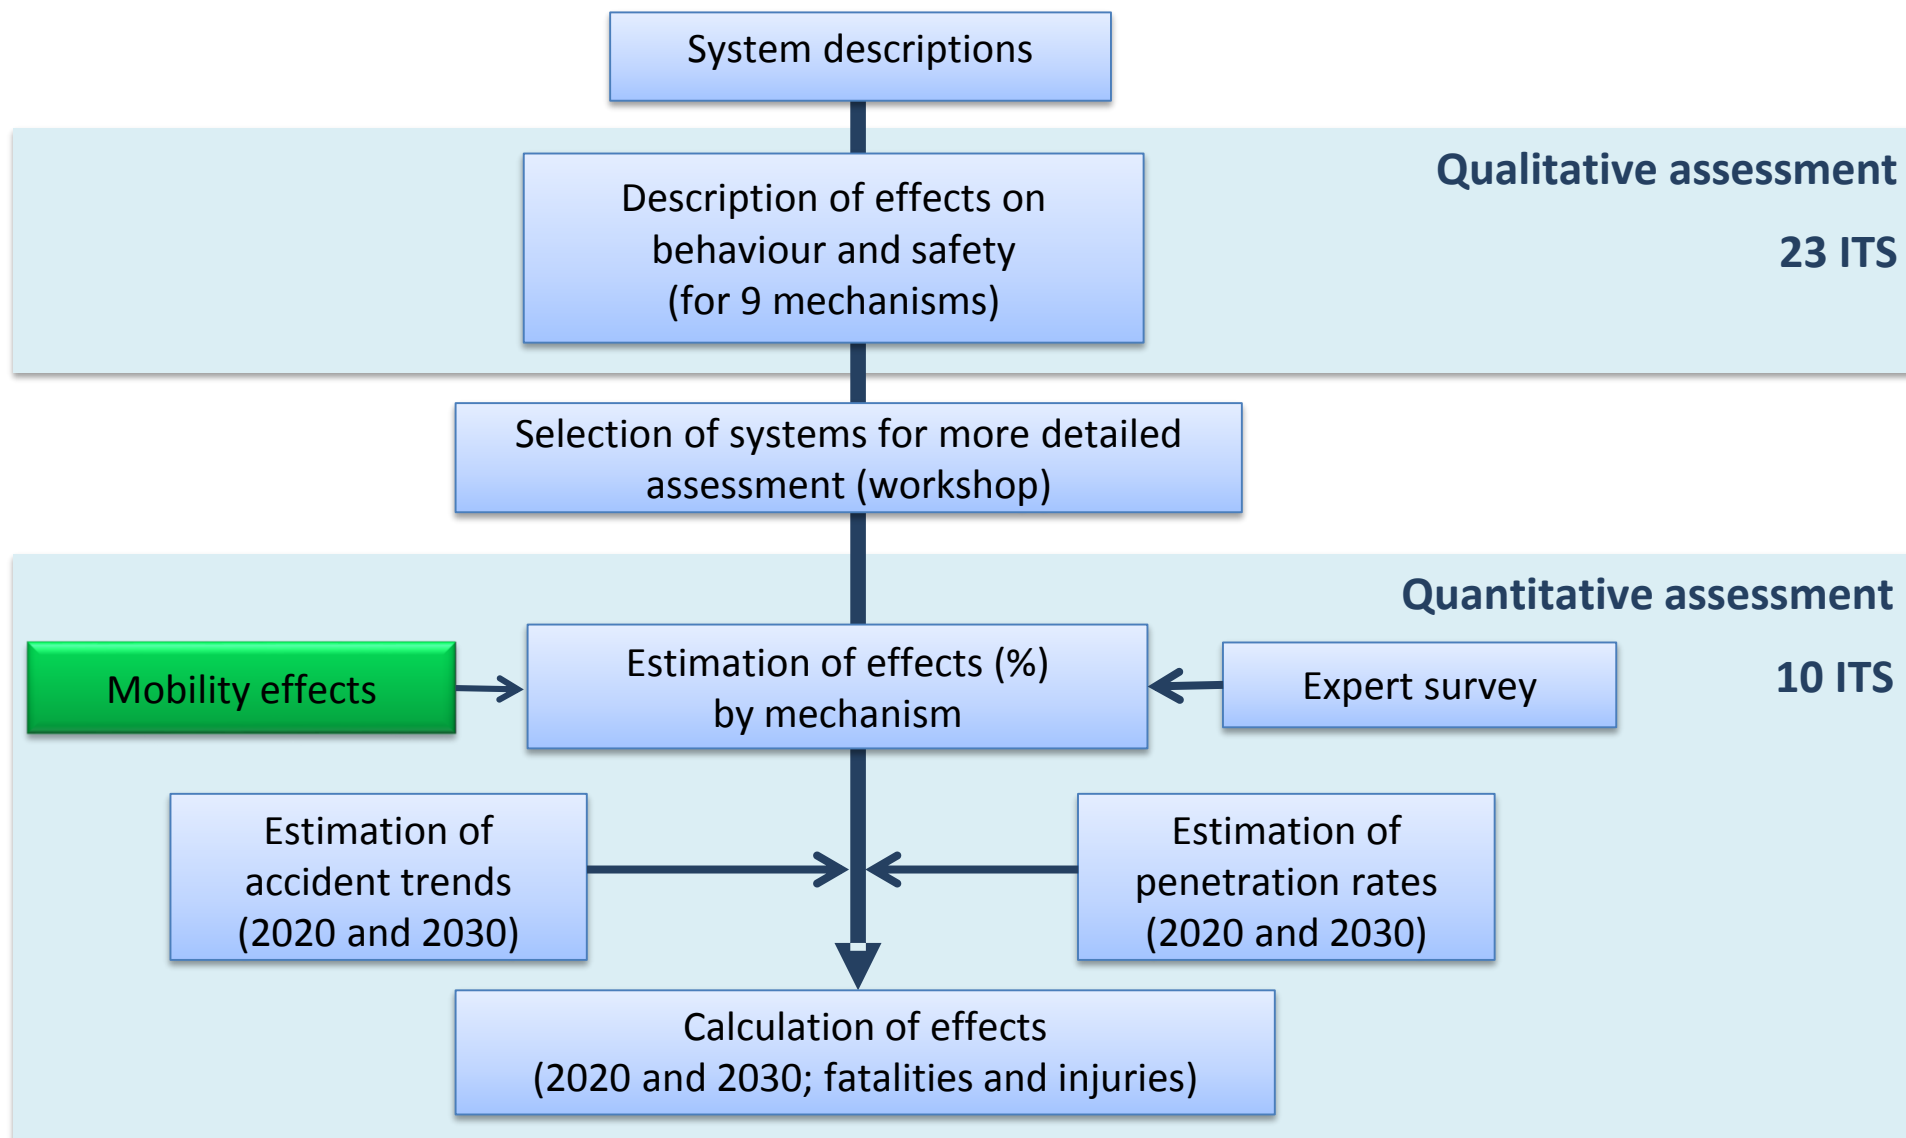 System descriptions
Qualitative assessment
23 ITS
Description of effects on
behaviour and safety
(for 9 mechanisms)
Selection of systems for more detailed
assessment (workshop)
Quantitative assessment
10 ITS
Mobility effects
Estimation of effects (%)
by mechanism
Expert survey
Estimation of
accident trends
(2020 and 2030)
Estimation of
penetration rates
(2020 and 2030)
Calculation of effects
(2020 and 2030; fatalities and injuries)